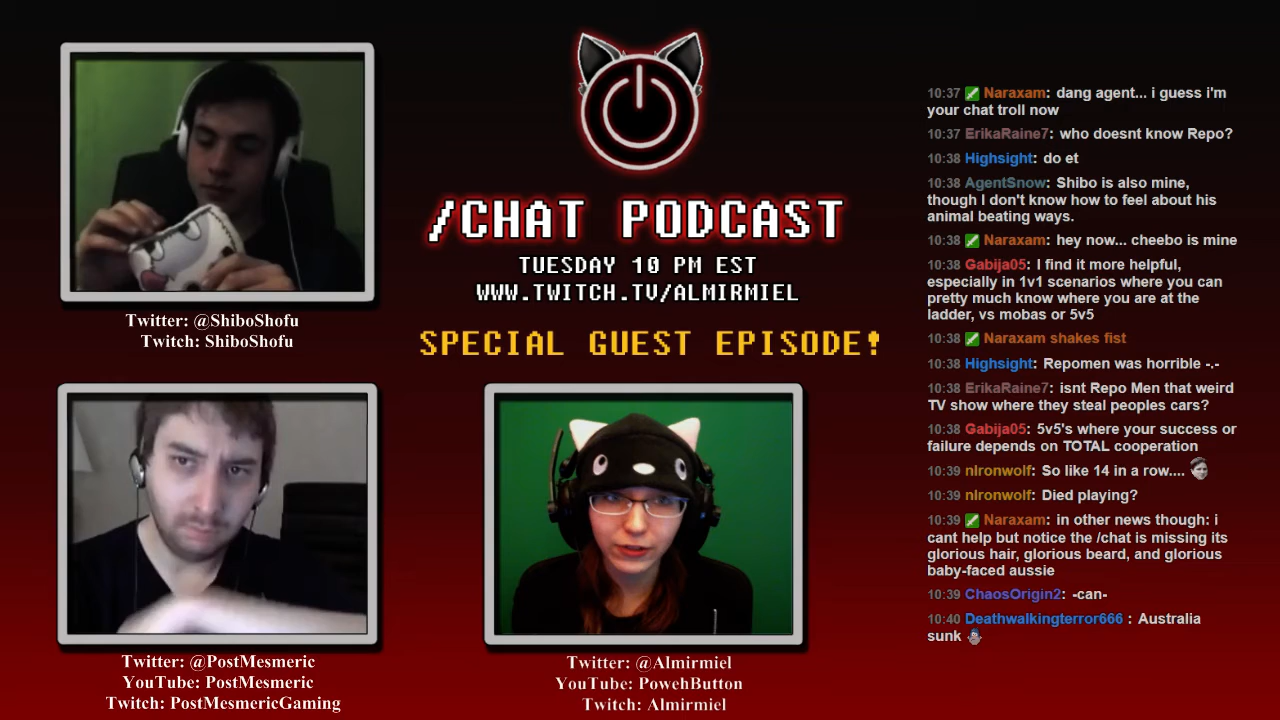 /CHAT PODCAST
TUESDAY 10 PM EST
WWW.TWITCH.TV/ALMIRMIEL
SPECIAL GUEST EPISODE!
Twitter: @ShiboShofu
Twitch: ShiboShofu
Twitter: @PostMesmeric
YouTube: PostMesmeric
Twitch: PostMesmericGaming
Twitter: @Almirmiel
YouTube: PowehButton
Twitch: Almirmiel
10:37 Naraxam: dang agent... i guess i'm
your chat troll now
10:37 ErikaRaine7: who doesnt know Repo?
10:38 Highsight: do et
10:38 AgentSnow: Shibo is also mine,
though I don't know how to feel about his
animal beating ways.
10:38 Naraxam: hey now... cheebo is mine
10:38 Gabija05: I find it more helpful,
especially in 1v1 scenarios where you can
pretty much know where you are at the
ladder, vs mobas or 5v5
10:38 Naraxam shakes fist
10:38 Highsight: Repomen was horrible -.-
10:38 ErikaRaine7: isnt Repo Men that weird
TV show where they steal peoples cars?
10:38 Gabija05: 5v5's where your success or
failure depends on TOTAL cooperation
10:39 nIronwolf: So like 14 in a row....
10:39 nIronwolf: Died playing?
10:39 Naraxam: in other news though: i
cant help but notice the /chat is missing its
glorious hair, glorious beard, and glorious
baby-faced aussie
10:39 ChaosOrigin2: -can-
10:40 Deathwalkingterror666 : Australia
sunk